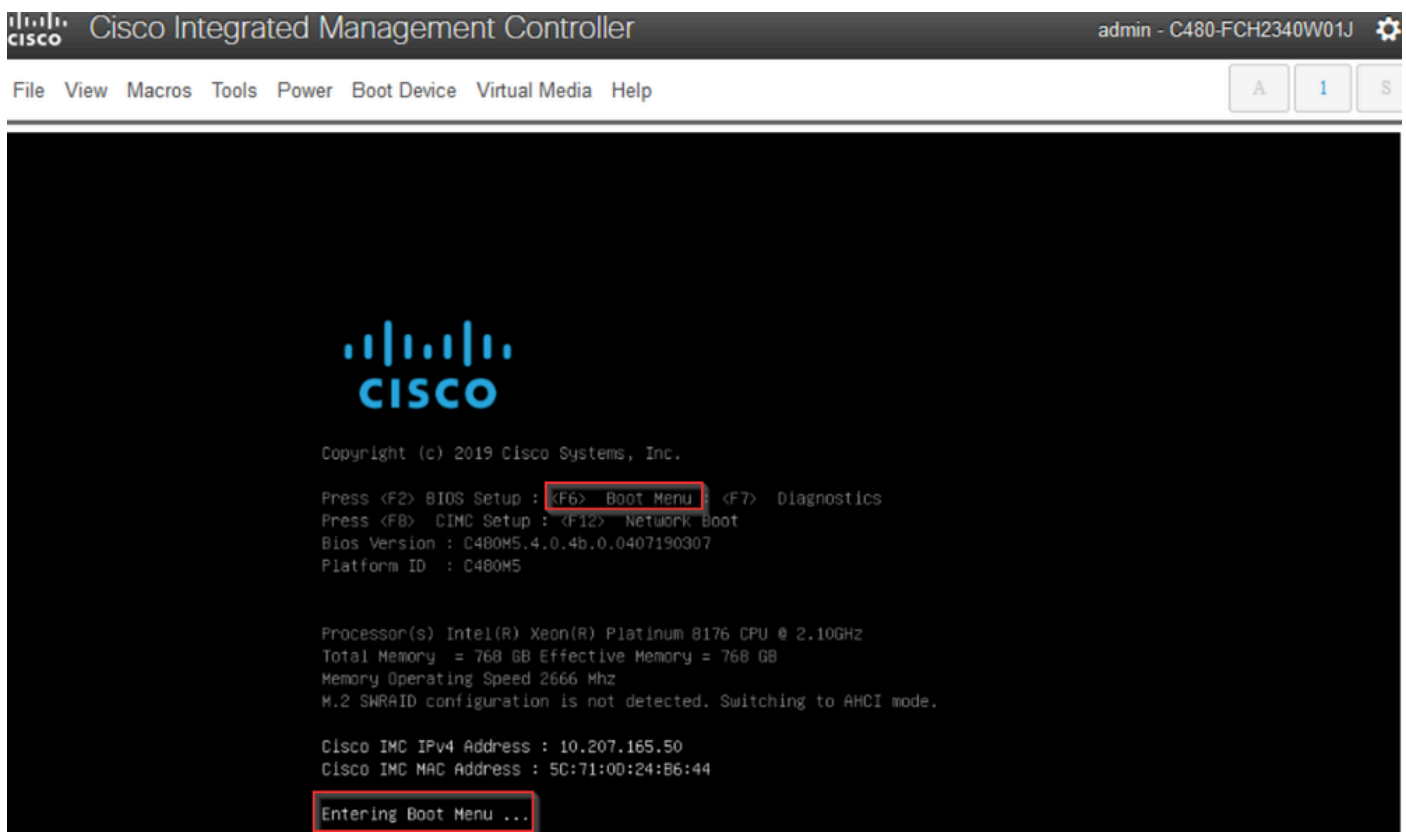 CISCO Cisco Integrated Management Controller admin - C480-FCH2340W01J
File View Macros Tools Power Boot Device Virtual Media Help A 1 S
CISCO
Copyright (c) 2019 Cisco Systems, Inc.
Press <F2> BIOS Setup : <F6> Boot Menu : <F7> Diagnostics
Press <F8> CIMC Setup : <F12> Network Boot
Bios Version : C480M5.4.0.4b.0.0407190307
Platform ID : C480M5
Processor(s) Intel(R) Xeon(R) Platinum 8176 CPU @ 2.10GHz
Total Memory = 768 GB Effective Memory = 768 GB
Memory Operating Speed 2666 Mhz
M.2 SWRAID configuration is not detected. Switching to AHCI mode.
Cisco IMC IPv4 Address : 10.207.165.50
Cisco IMC MAC Address : 5C:71:0D:24:B6:44
Entering Boot Menu ...